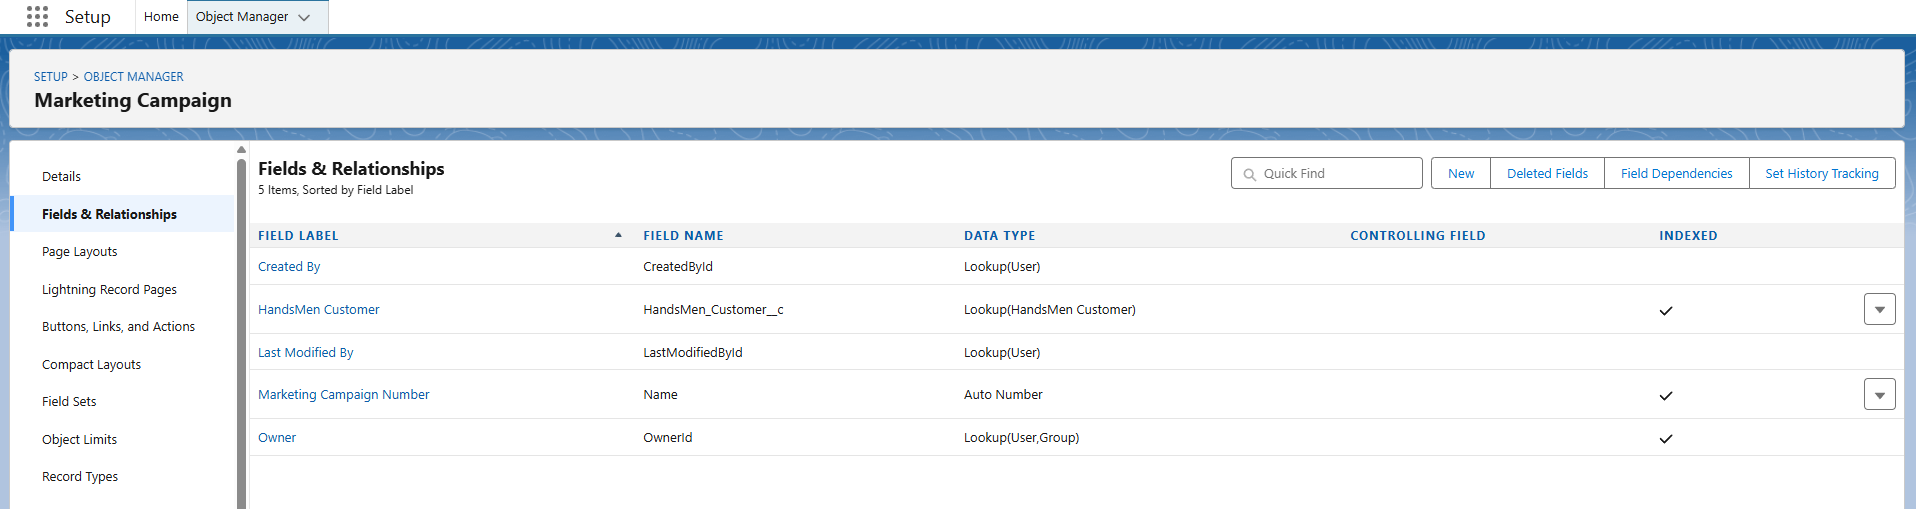 Setup Home Object Manager
SETUP > OBJECT MANAGER
Marketing Campaign
Details
Fields & Relationships
Page Layouts
Lightning Record Pages
Buttons, Links, and Actions
Compact Layouts
Field Sets
Object Limits
Record Types
Fields & Relationships
5 Items, Sorted by Field Label
Quick Find New Deleted Fields Field Dependencies Set History Tracking
FIELD LABEL FIELD NAME DATA TYPE CONTROLLING FIELD INDEXED
Created By CreatedById Lookup(User)
HandsMen Customer HandsMen_Customer__c Lookup(HandsMen Customer)
Last Modified By LastModifiedById Lookup(User)
Marketing Campaign Number Name Auto Number
Owner OwnerId Lookup(User,Group)